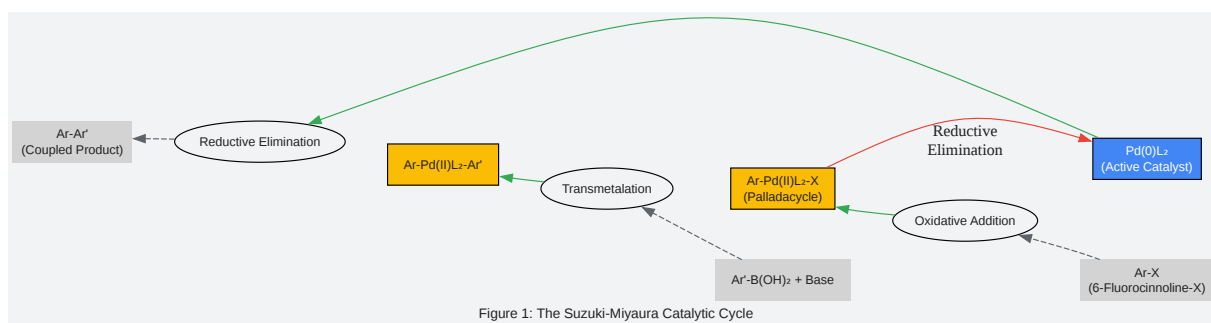 Ar-Ar'
(Coupled Product)
Reductive Elimination
Ar-Pd(II)L₂-Ar'
Transmetalation
Ar-Pd(II)L₂-X
(Palladacycle)
Reductive
Elimination
Pd(0)L₂
(Active Catalyst)
Oxidative Addition
Ar'-B(OH)₂ + Base
Ar-X
(6-Fluorocinnoline-X)
Figure 1: The Suzuki-Miyaura Catalytic Cycle